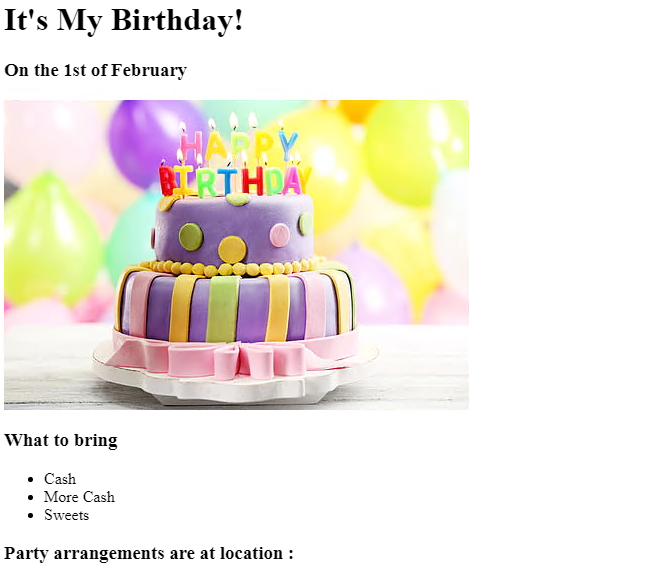 It's My Birthday!
On the 1st of February
HAPPY
BIRTHDAY
What to bring
Cash
More Cash
Sweets
Party arrangements are at location :